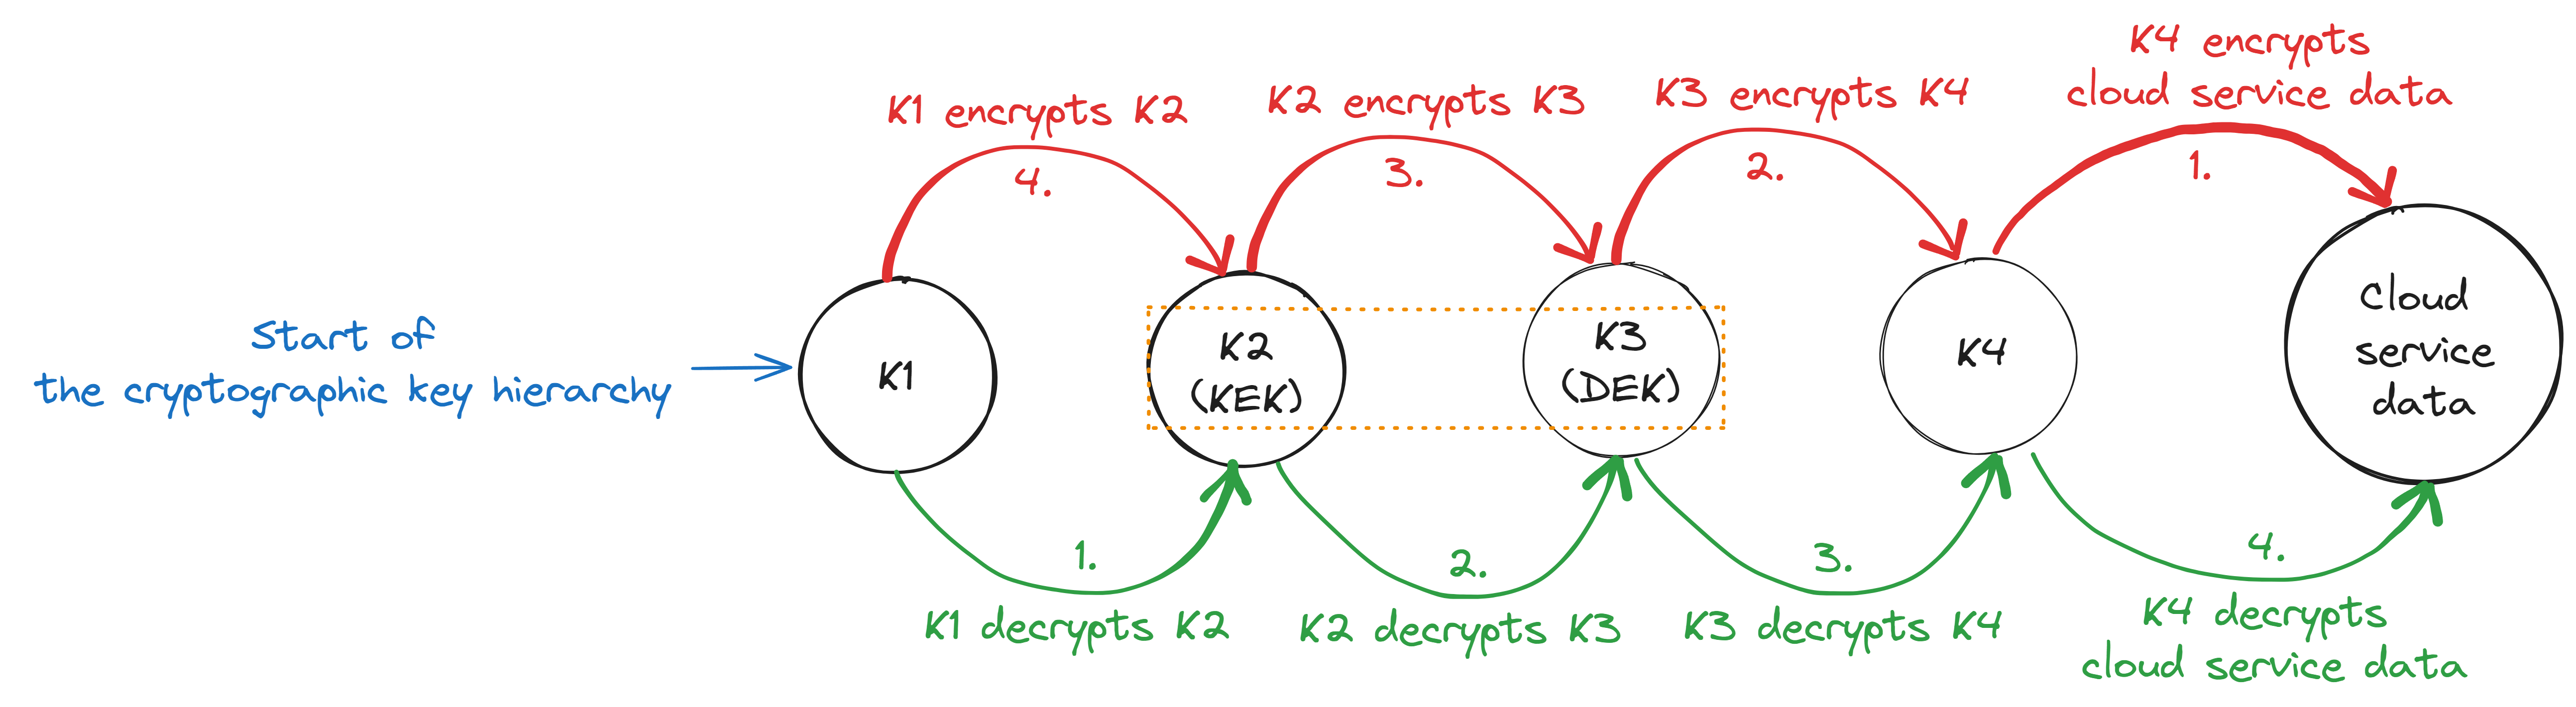 K4 encrypts
cloud service data
K1 encrypts K2
K2 encrypts K3
K3 encrypts K4
4.
3.
2.
1.
Start of
the cryptographic key hierarchy
K1
K2
(KEK)
K3
(DEK)
K4
Cloud
service
data
1.
2.
3.
4.
K1 decrypts K2
K2 decrypts K3
K3 decrypts K4
K4 decrypts
cloud service data